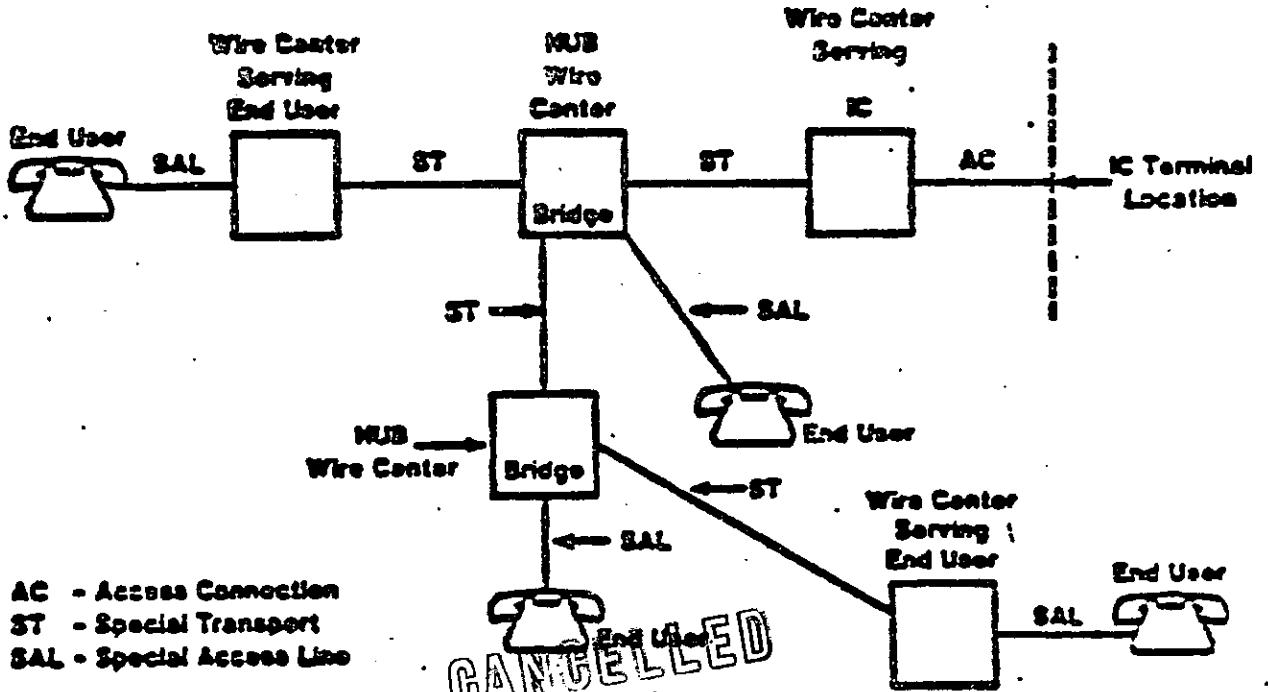 Wire Center
Serving
End User
HUB
Wire
Center
Wire Center
Serving
IC
End User
SAL
ST
Bridge
ST
AC
IC Terminal
Location
ST
SAL
End User
HUB
Wire Center
Bridge
ST
SAL
Wire Center
Serving
End User
End User
SAL
End User
AC - Access Connection
ST - Special Transport
SAL - Special Access Line
CANCELLED